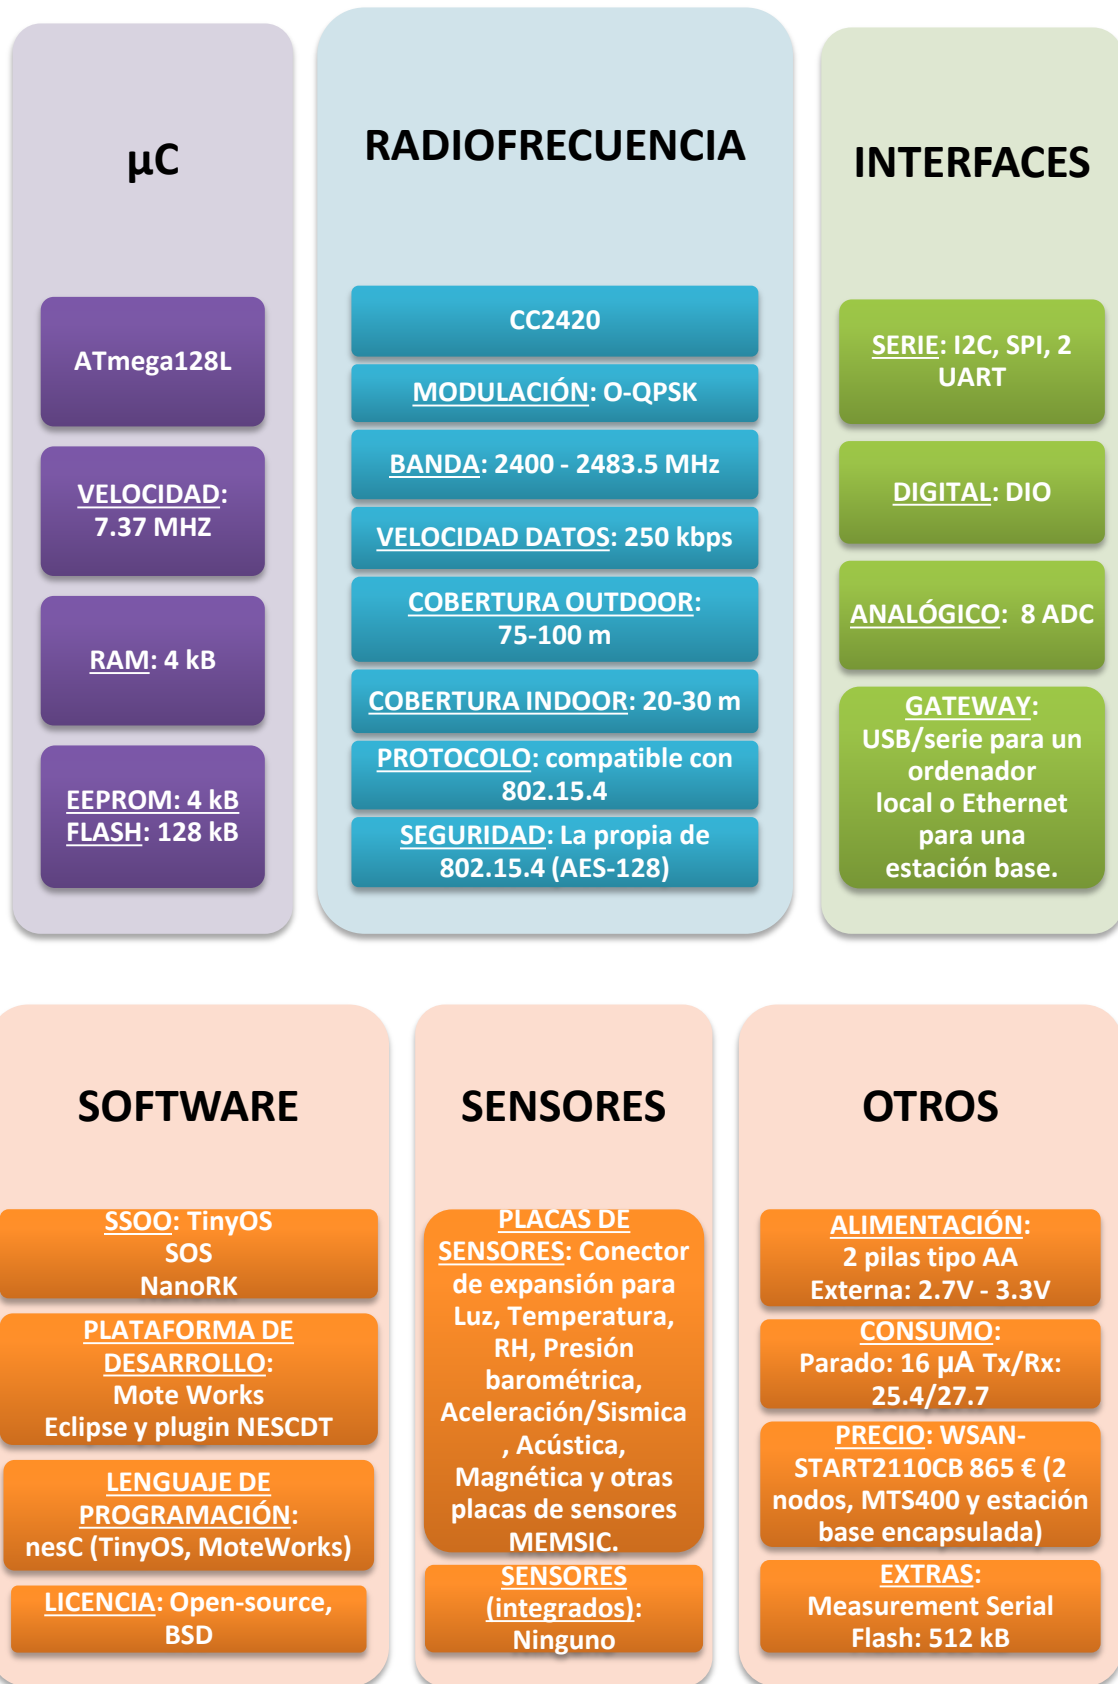 µC
ATmega128L
VELOCIDAD:
7.37 MHZ
RAM: 4 kB
EEPROM: 4 kB
FLASH: 128 kB
RADIOFRECUENCIA
CC2420
MODULACIÓN: O-QPSK
BANDA: 2400 - 2483.5 MHz
VELOCIDAD DATOS: 250 kbps
COBERTURA OUTDOOR:
75-100 m
COBERTURA INDOOR: 20-30 m
PROTOCOLO: compatible con
802.15.4
SEGURIDAD: La propia de
802.15.4 (AES-128)
INTERFACES
SERIE: I2C, SPI, 2
UART
DIGITAL: DIO
ANALÓGICO: 8 ADC
GATEWAY:
USB/serie para un
ordenador
local o Ethernet
para una
estación base.
SOFTWARE
SSOO: TinyOS
SOS
NanoRK
PLATAFORMA DE
DESARROLLO:
Mote Works
Eclipse y plugin NESCDT
LENGUAJE DE
PROGRAMACIÓN:
nesC (TinyOS, MoteWorks)
LICENCIA: Open-source,
BSD
SENSORES
PLACAS DE
SENSORES: Conector
de expansión para
Luz, Temperatura,
RH, Presión
barométrica,
Aceleración/Sismica
, Acústica,
Magnética y otras
placas de sensores
MEMSIC.
SENSORES
(integrados):
Ninguno
OTROS
ALIMENTACIÓN:
2 pilas tipo AA
Externa: 2.7V - 3.3V
CONSUMO:
Parado: 16 µA Tx/Rx:
25.4/27.7
PRECIO: WSAN-
START2110CB 865 € (2
nodos, MTS400 y estación
base encapsulada)
EXTRAS:
Measurement Serial
Flash: 512 kB